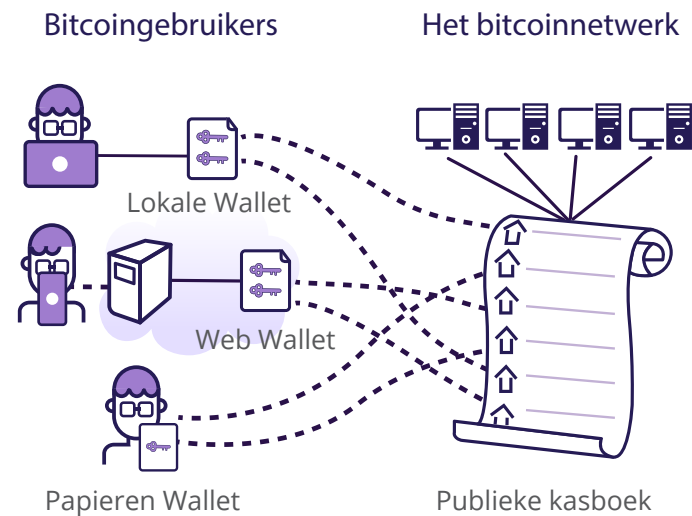 Bitcoingebruikers
Het bitcoinnetwerk
Lokale Wallet
Web Wallet
Papieren Wallet
Publieke kasboek